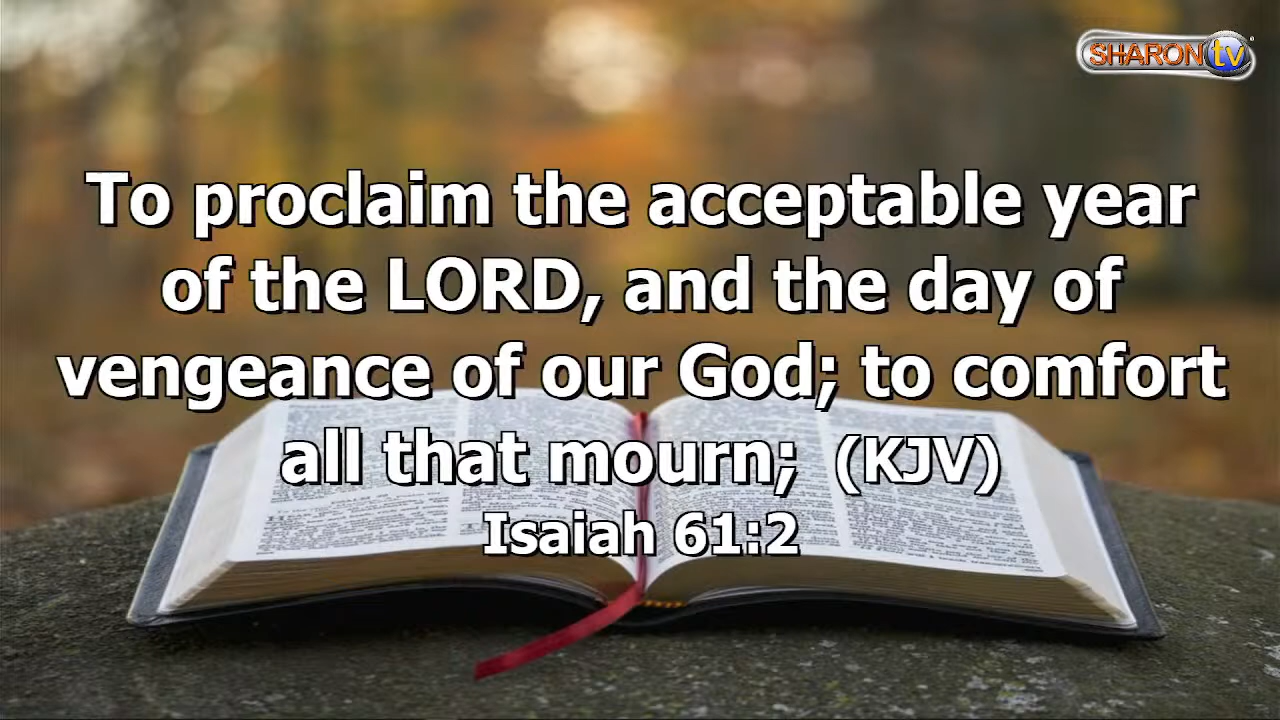 SHARON tv
To proclaim the acceptable year
of the LORD, and the day of
vengeance of our God; to comfort
all that mourn; (KJV)
Isaiah 61:2